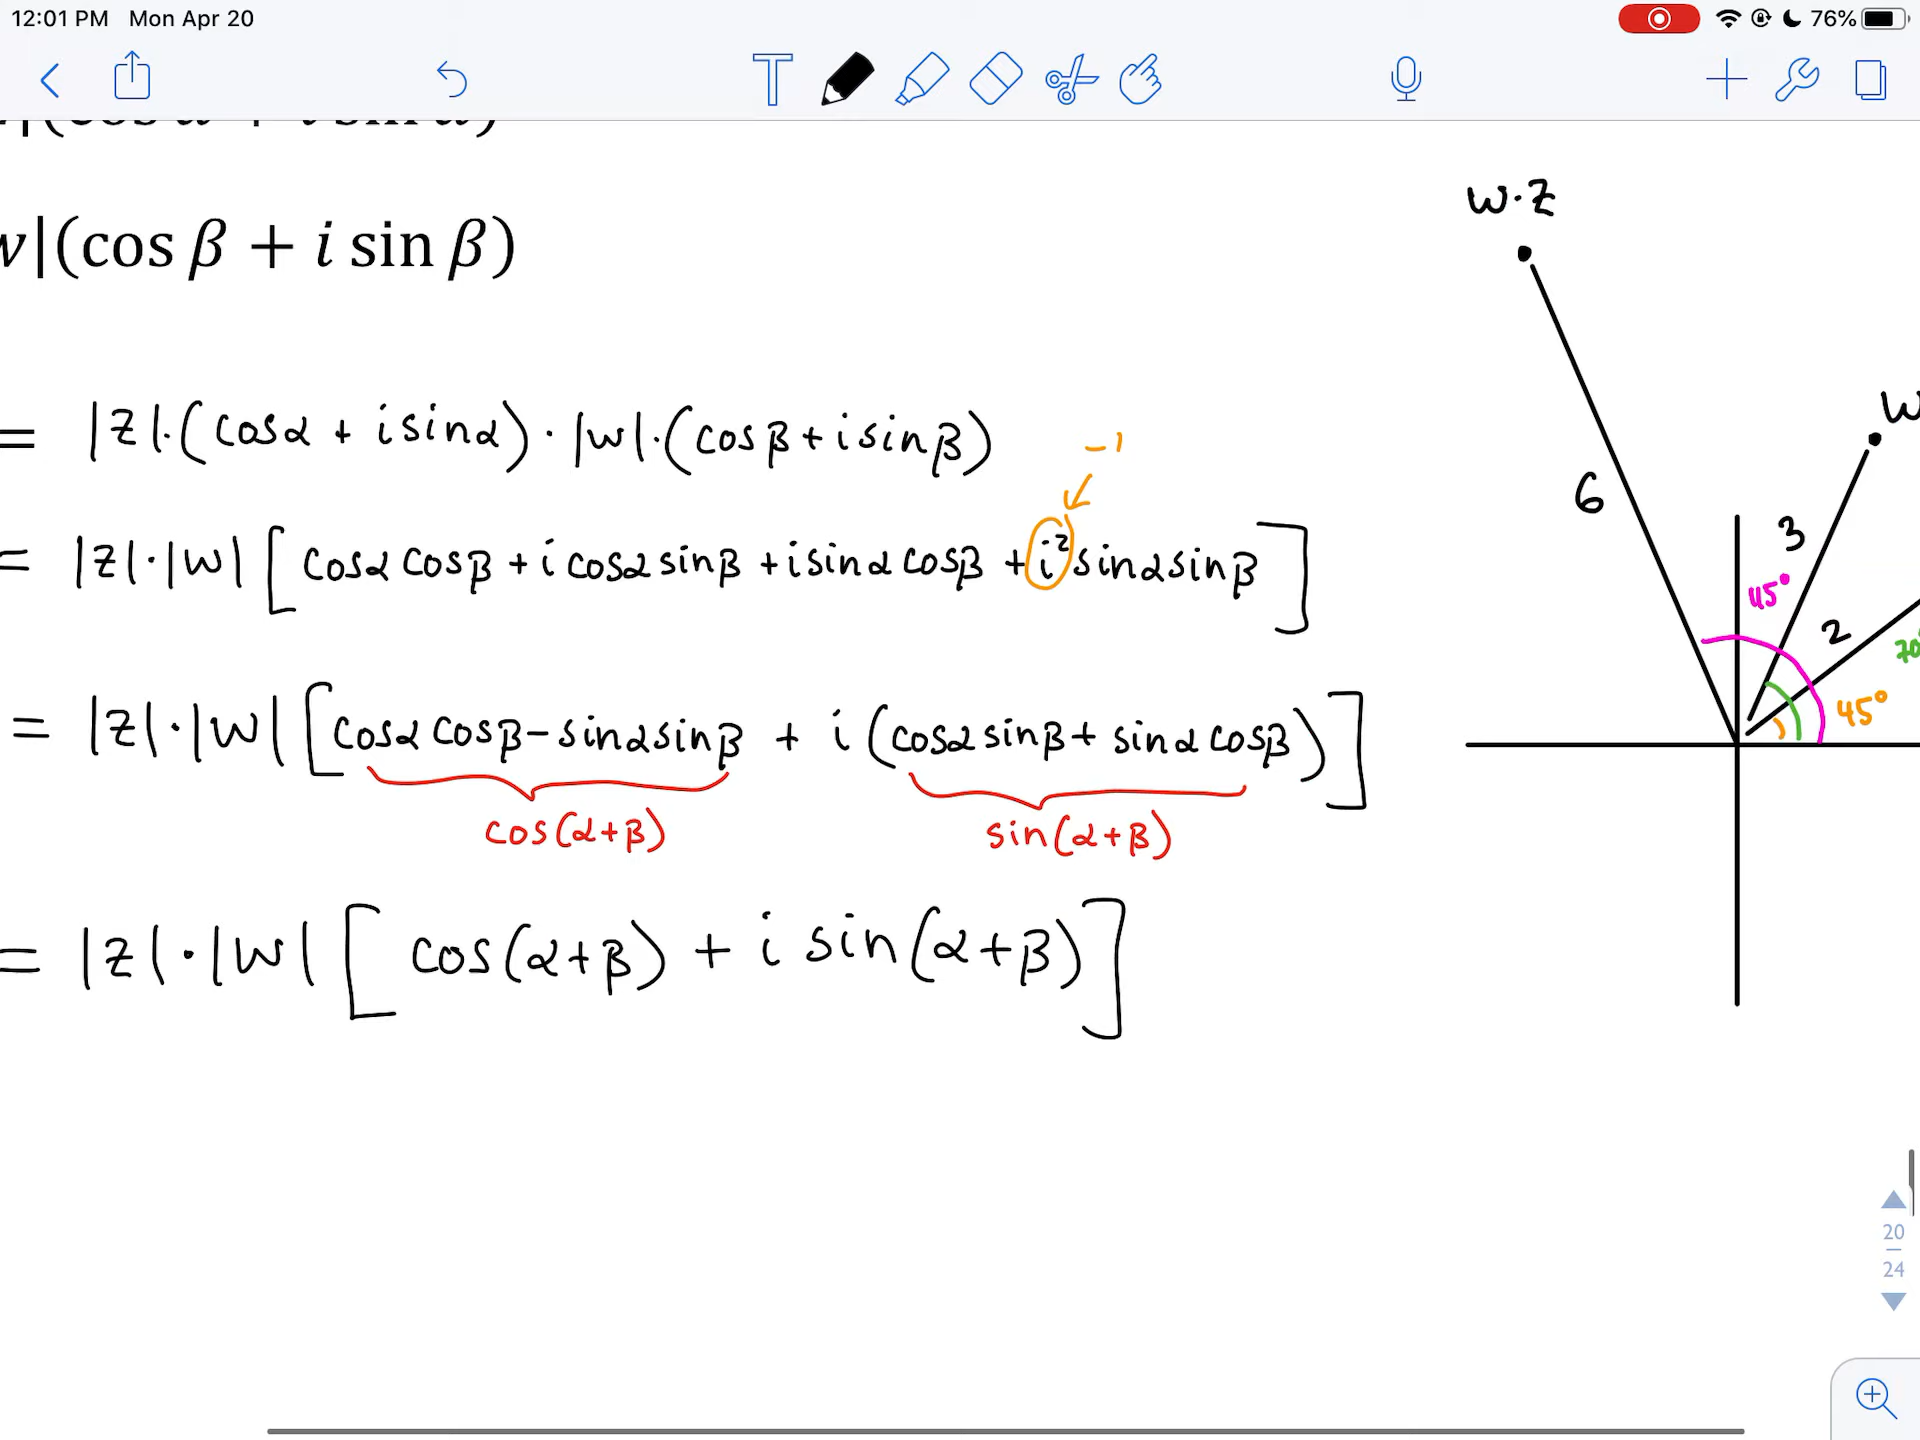 12:01 PM Mon Apr 20 76%
T
w·z
w|(cos β + i sin β)
= |z|·(cosα + i sinα)·|w|·(cosβ + i sinβ)
-1
w
= |z|·|w| [cosα cosβ + i cosα sinβ + i sinα cosβ + i² sinα sinβ]
6
3
45°
2
70°
45°
= |z|·|w| [cosα cosβ - sinα sinβ + i (cosα sinβ + sinα cosβ)]
cos(α+β) sin(α+β)
= |z|·|w| [cos(α+β) + i sin(α+β)]
20
24